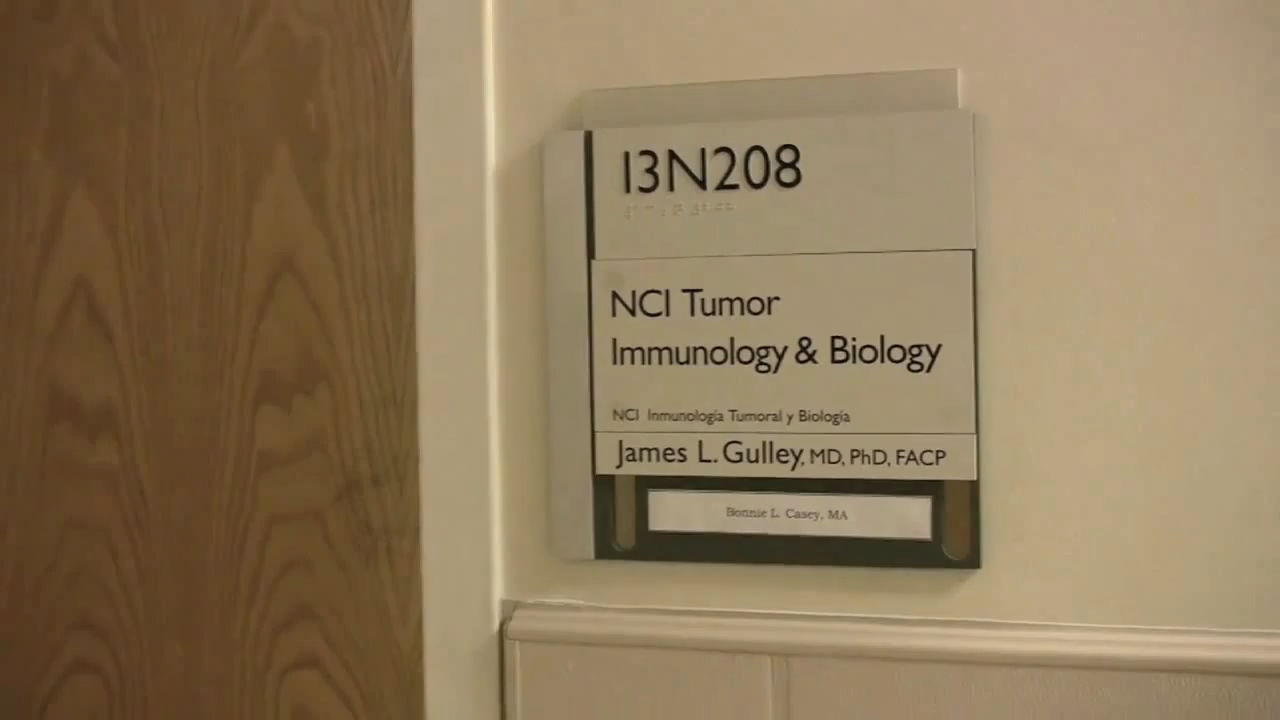 13N208
NCI Tumor
Immunology & Biology
NCI Inmunología Tumoral y Biología
James L. Gulley, MD, PhD, FACP
Bonnie L. Casey, MA